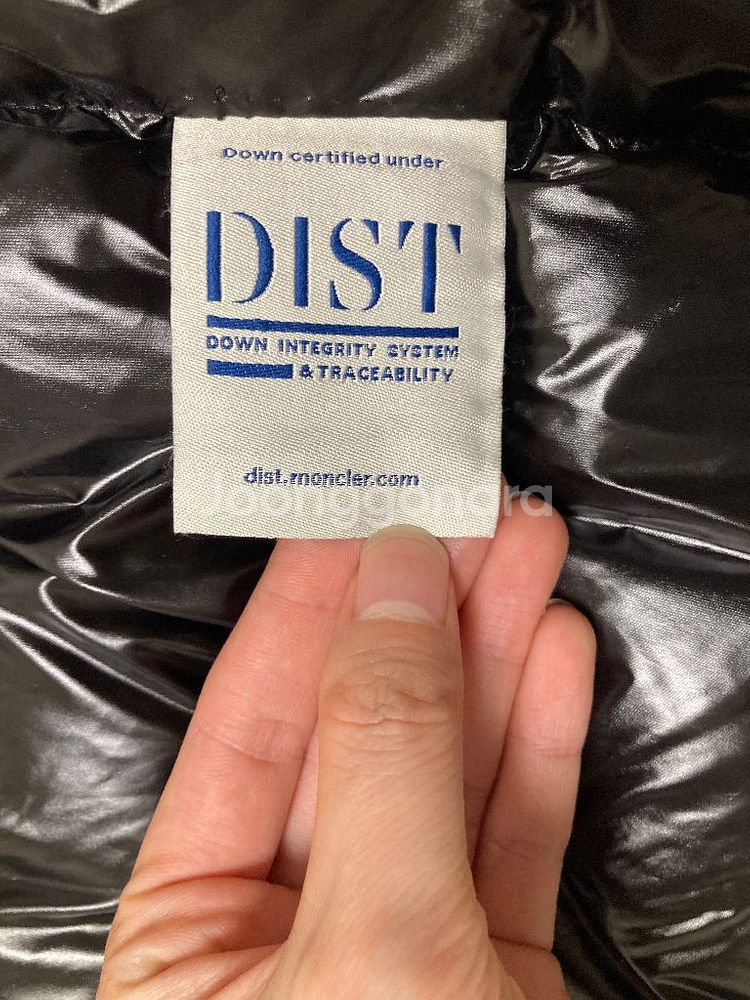 Down certified under
DIST
DOWN INTEGRITY SYSTEM
& TRACEABILITY
dist.moncler.com
Joonggonara